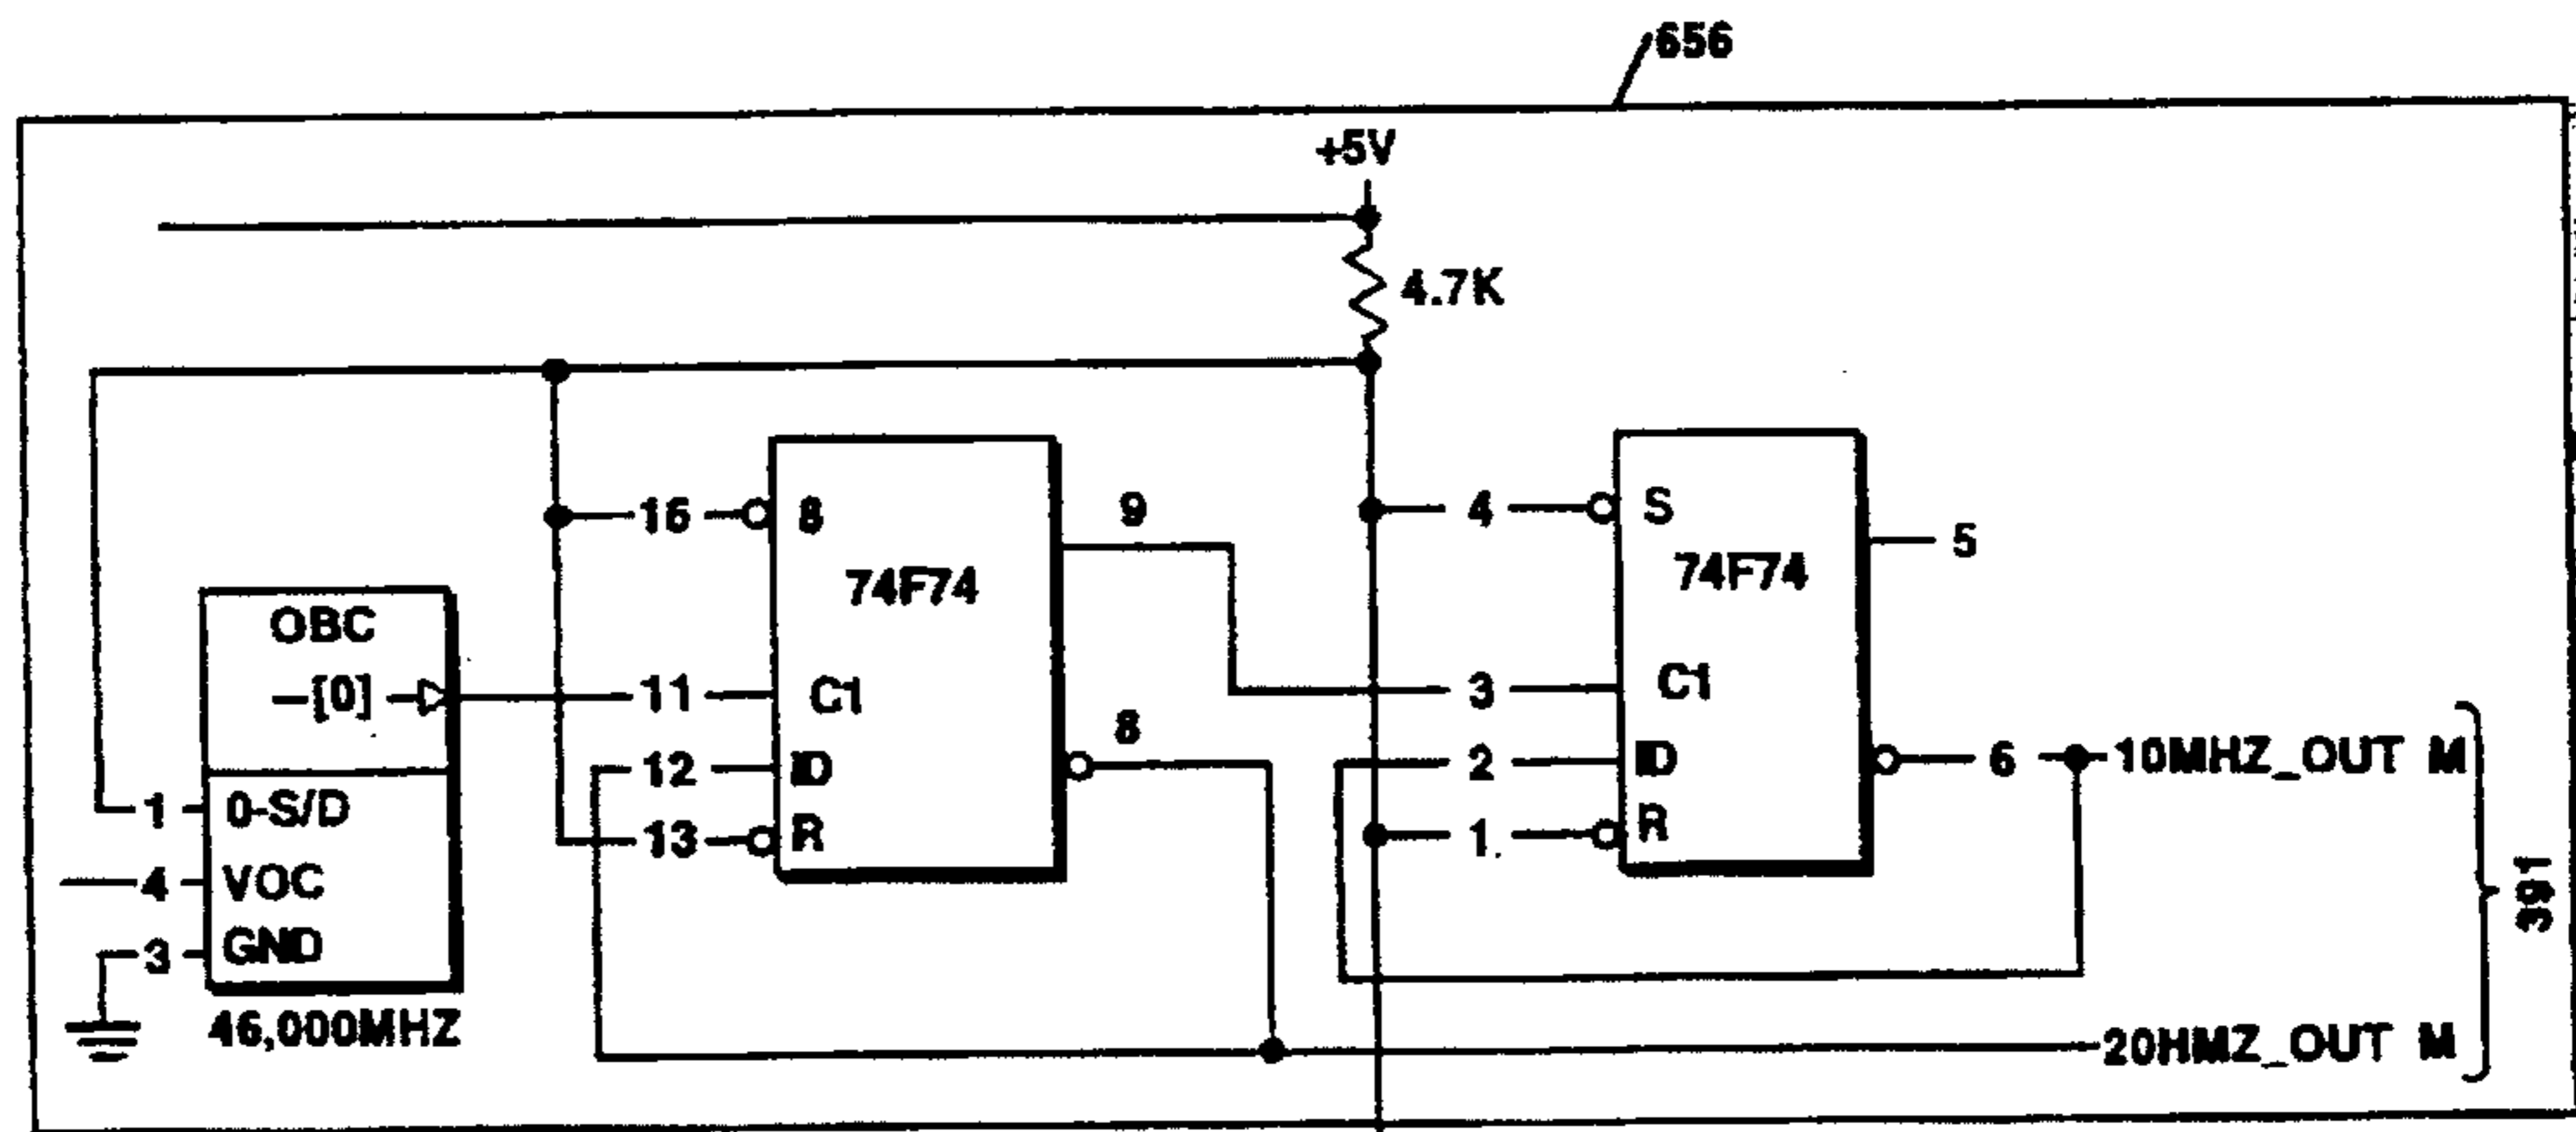 656
+5V
4.7K
16
8
74F74
9
4
S
74F74
5
OBC
–[0]
11
C1
8
3
C1
12
ID
2
ID
6
10MHZ_OUT M
1
0-S/D
13
R
1.
R
4
VOC
3
GND
391
46,000MHZ
20HMZ_OUT M